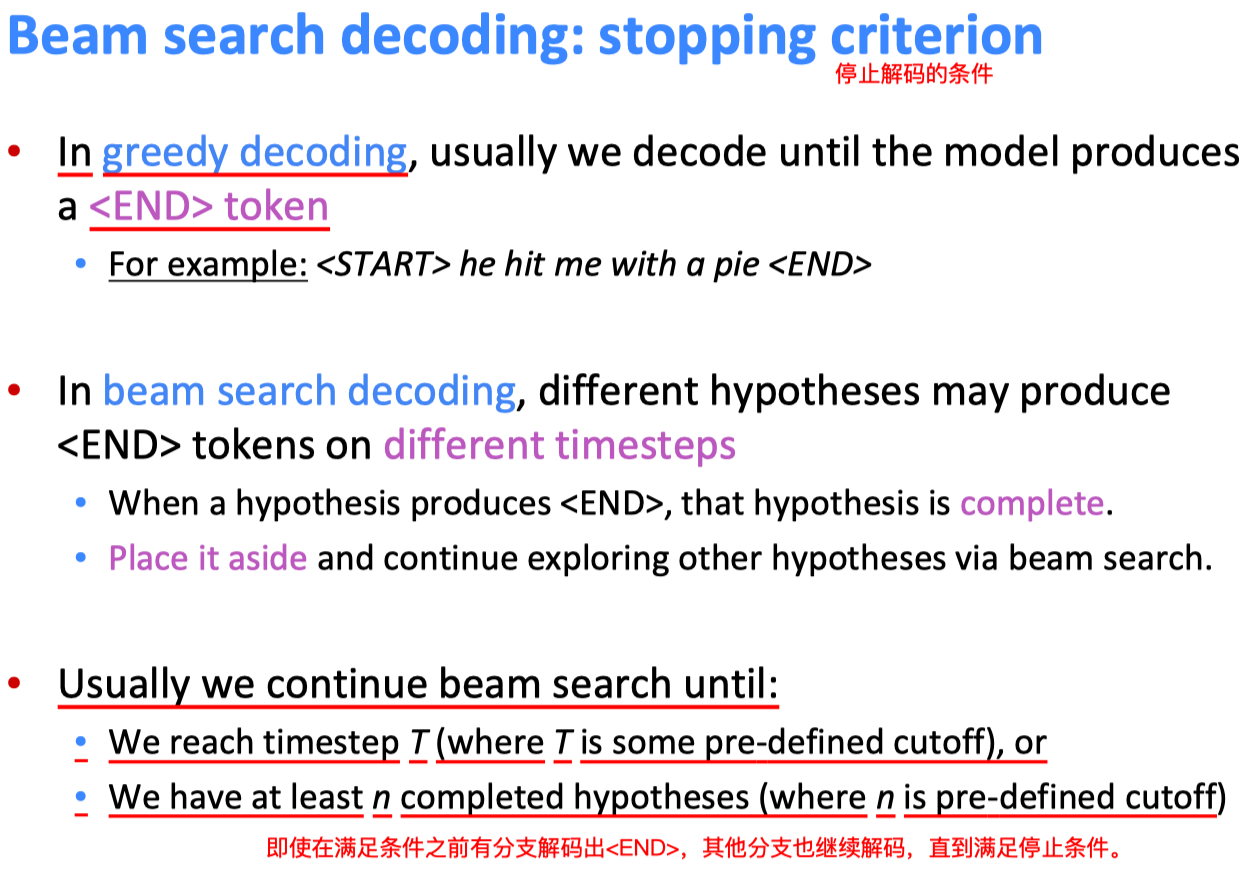 Beam search decoding: stopping criterion
停止解码的条件
• In greedy decoding, usually we decode until the model produces
a <END> token
• For example: <START> he hit me with a pie <END>
• In beam search decoding, different hypotheses may produce
<END> tokens on different timesteps
• When a hypothesis produces <END>, that hypothesis is complete.
• Place it aside and continue exploring other hypotheses via beam search.
• Usually we continue beam search until:
• We reach timestep T (where T is some pre-defined cutoff), or
• We have at least n completed hypotheses (where n is pre-defined cutoff)
即使在满足条件之前有分支解码出<END>，其他分支也继续解码，直到满足停止条件。